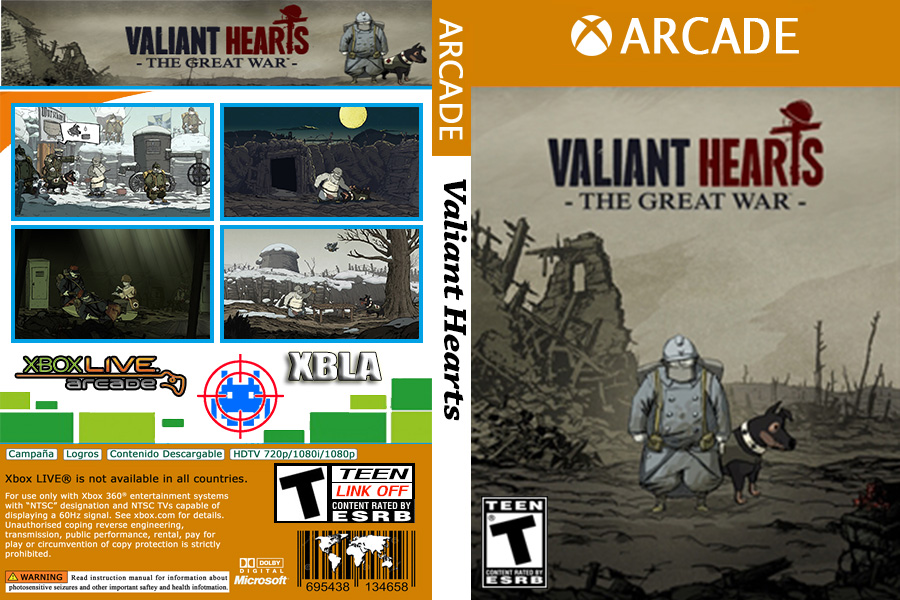 VALIANT HEARTS
- THE GREAT WAR -
XBOX LIVE
arcade
XBLA
Campaña Logros Contenido Descargable HDTV 720p/1080i/1080p
Xbox LIVE® is not available in all countries.
For use only with Xbox 360® entertainment systems
with "NTSC" designation and NTSC TVs capable of
displaying a 60Hz signal. See xbox.com for details.
Unauthorised coping reverse engineering,
transmission, public performance, rental, pay for
play or circumvention of copy protection is strictly
prohibited.
TEEN
T
LINK OFF
CONTENT RATED BY
ESRB
WARNING Read instruction manual for information about
photosensitive seizures and other important saftey and health infotmation.
DOLBY
DIGITAL
Microsoft
695438 134658
ARCADE
Valiant Hearts
ARCADE
VALIANT HEARTS
- THE GREAT WAR -
TEEN
T
CONTENT RATED BY
ESRB